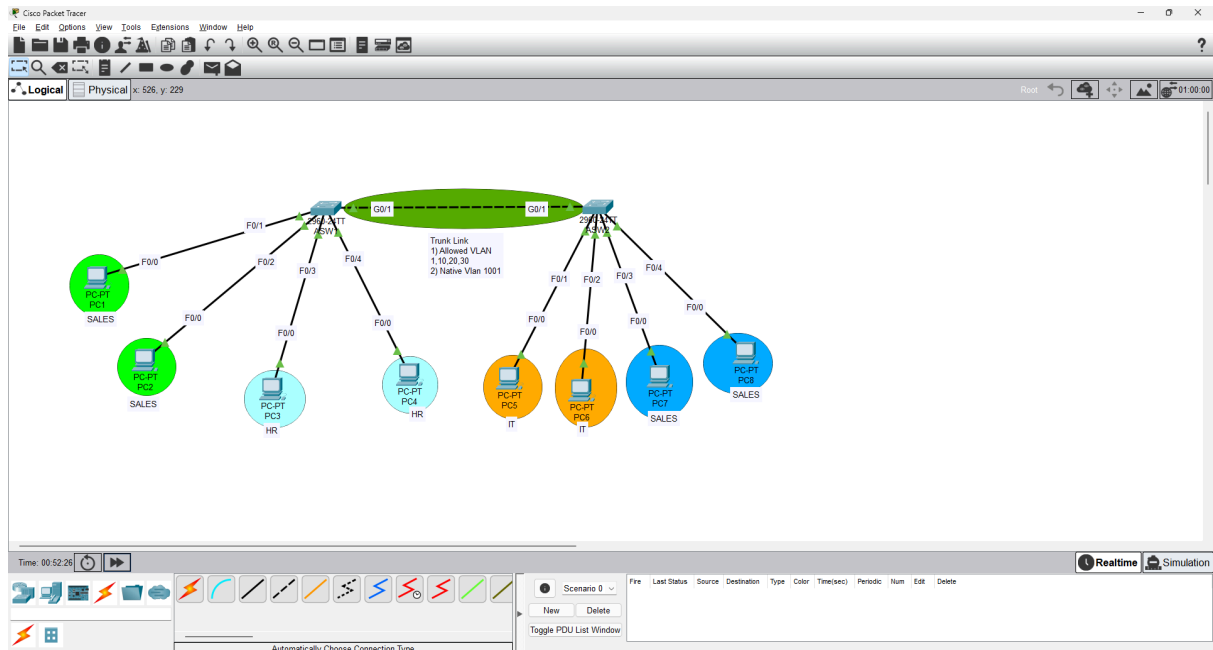 Cisco Packet Tracer
File Edit Options View Tools Extensions Window Help
?
Logical Physical x: 526, y: 229 Root 01:00:00
2960-24TT
ASW1
G0/1
G0/1
2960-24TT
ASW2
Trunk Link
1) Allowed VLAN
1,10,20,30
2) Native Vlan 1001
F0/1
F0/2
F0/3
F0/4
F0/1
F0/2
F0/3
F0/4
F0/0
F0/0
F0/0
F0/0
F0/0
F0/0
F0/0
F0/0
PC-PT
PC1
SALES
PC-PT
PC2
SALES
PC-PT
PC3
HR
PC-PT
PC4
HR
PC-PT
PC5
IT
PC-PT
PC6
IT
PC-PT
PC7
SALES
PC-PT
PC8
SALES
Time: 00:52:26
Realtime Simulation
Scenario 0
New Delete
Toggle PDU List Window
Fire Last Status Source Destination Type Color Time(sec) Periodic Num Edit Delete
Automatically Choose Connection Type